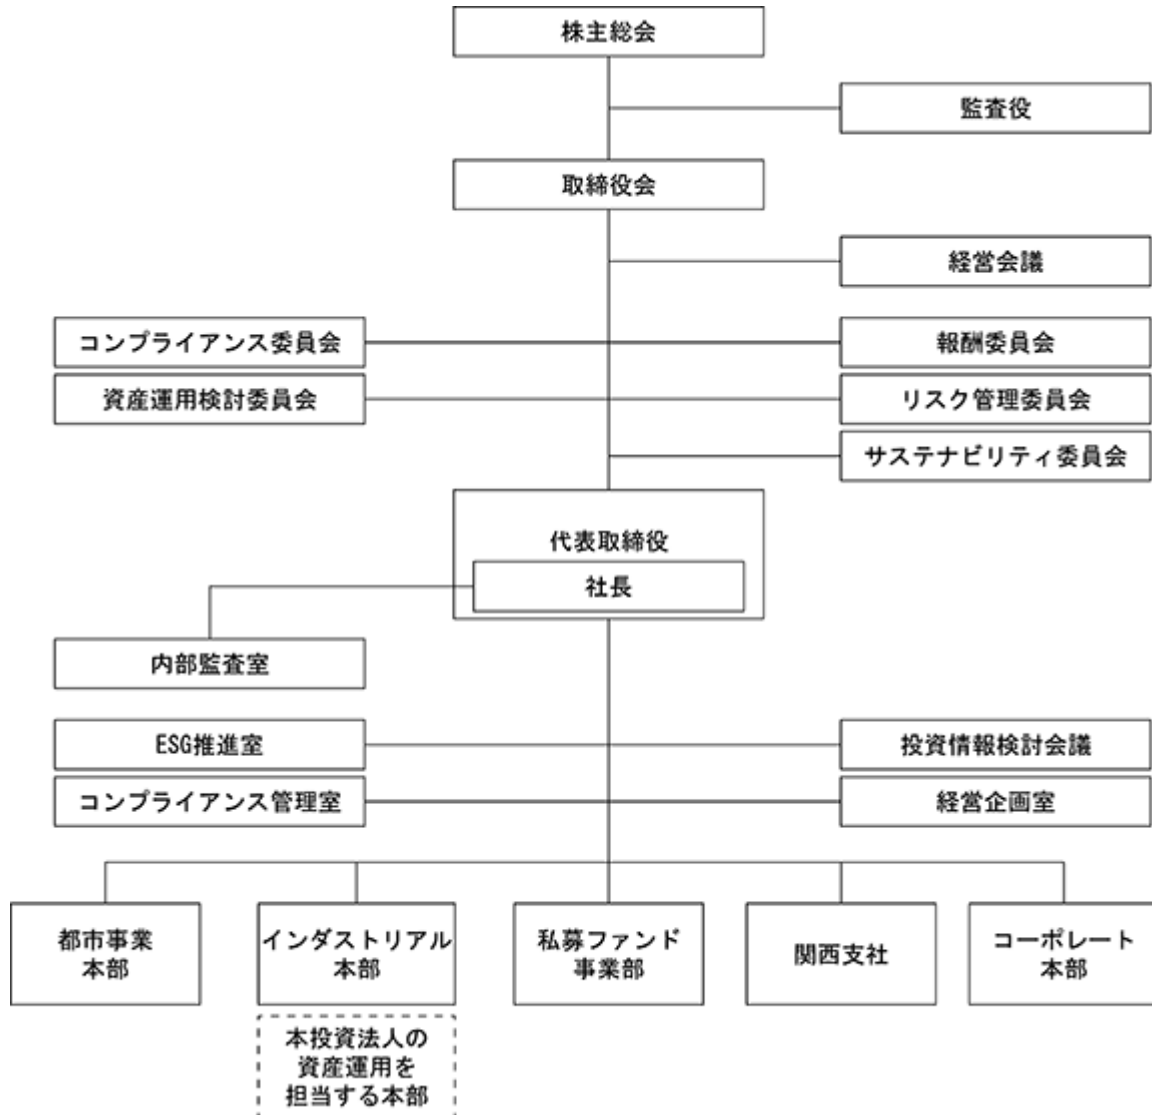 株主総会
監査役
取締役会
経営会議
コンプライアンス委員会
報酬委員会
資産運用検討委員会
リスク管理委員会
サステナビリティ委員会
代表取締役
社長
内部監査室
ESG推進室
投資情報検討会議
コンプライアンス管理室
経営企画室
都市事業
本部
インダストリアル
本部
私募ファンド
事業部
関西支社
コーポレート
本部
本投資法人の
資産運用を
担当する本部